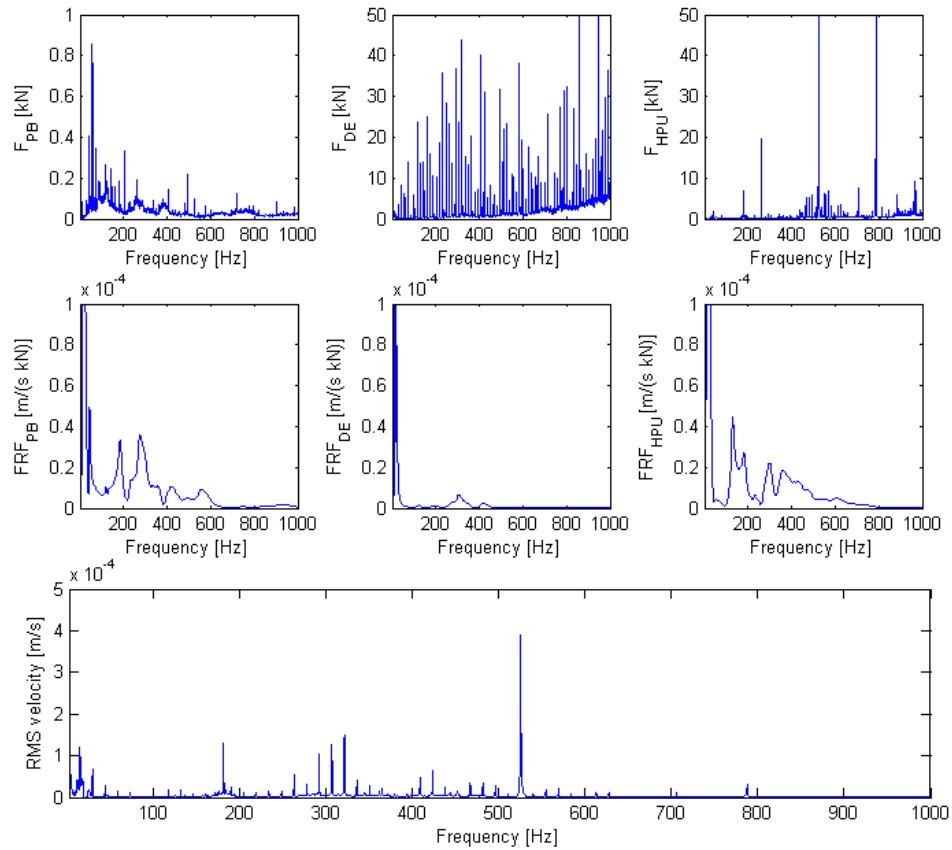 F_PB [kN]
1
0.8
0.6
0.4
0.2
0
200 400 600 800 1000
Frequency [Hz]
F_DE [kN]
50
40
30
20
10
0
200 400 600 800 1000
Frequency [Hz]
F_HPU [kN]
50
40
30
20
10
0
200 400 600 800 1000
Frequency [Hz]
x 10^-4
FRF_PB [m/(s kN)]
1
0.8
0.6
0.4
0.2
0
200 400 600 800 1000
Frequency [Hz]
x 10^-4
FRF_DE [m/(s kN)]
1
0.8
0.6
0.4
0.2
0
200 400 600 800 1000
Frequency [Hz]
x 10^-4
FRF_HPU [m/(s kN)]
1
0.8
0.6
0.4
0.2
0
200 400 600 800 1000
Frequency [Hz]
x 10^-4
RMS velocity [m/s]
5
4
3
2
1
0
100 200 300 400 500 600 700 800 900 1000
Frequency [Hz]